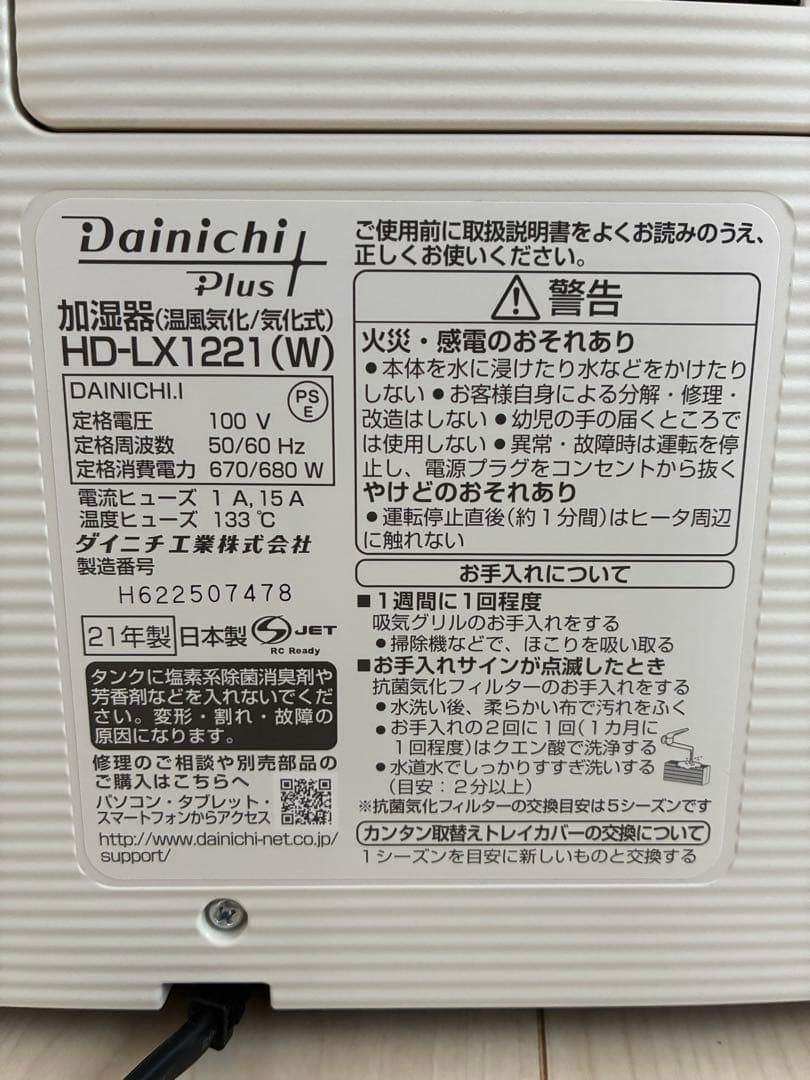 Dainichi
Plus
加湿器(温風気化/気化式)
HD-LX1221(W)
DAINICHI.I
PS
E
定格電圧 100 V
定格周波数 50/60 Hz
定格消費電力 670/680 W
電流ヒューズ 1 A, 15 A
温度ヒューズ 133 ℃
ダイニチ工業株式会社
製造番号
H622507478
21年製 日本製 S JET
RC Ready
タンクに塩素系除菌消臭剤や
芳香剤などを入れないでくだ
さい。変形・割れ・故障の
原因になります。
修理のご相談や別売部品の
ご購入はこちらへ
パソコン・タブレット・
スマートフォンからアクセス
http://www.dainichi-net.co.jp/
support/
ご使用前に取扱説明書をよくお読みのうえ、
正しくお使いください。
警告
火災・感電のおそれあり
●本体を水に浸けたり水などをかけたり
しない ●お客様自身による分解・修理・
改造はしない ●幼児の手の届くところで
は使用しない ●異常・故障時は運転を停
止し、電源プラグをコンセントから抜く
やけどのおそれあり
●運転停止直後(約1分間)はヒータ周辺
に触れない
お手入れについて
■1週間に1回程度
吸気グリルのお手入れをする
●掃除機などで、ほこりを吸い取る
■お手入れサインが点滅したとき
抗菌気化フィルターのお手入れをする
●水洗い後、柔らかい布で汚れをふく
●お手入れの2回に1回(1カ月に
1回程度)はクエン酸で洗浄する
●水道水でしっかりすすぎ洗いする
(目安:2分以上)
※抗菌気化フィルターの交換目安は5シーズンです
カンタン取替えトレイカバーの交換について
1シーズンを目安に新しいものと交換する